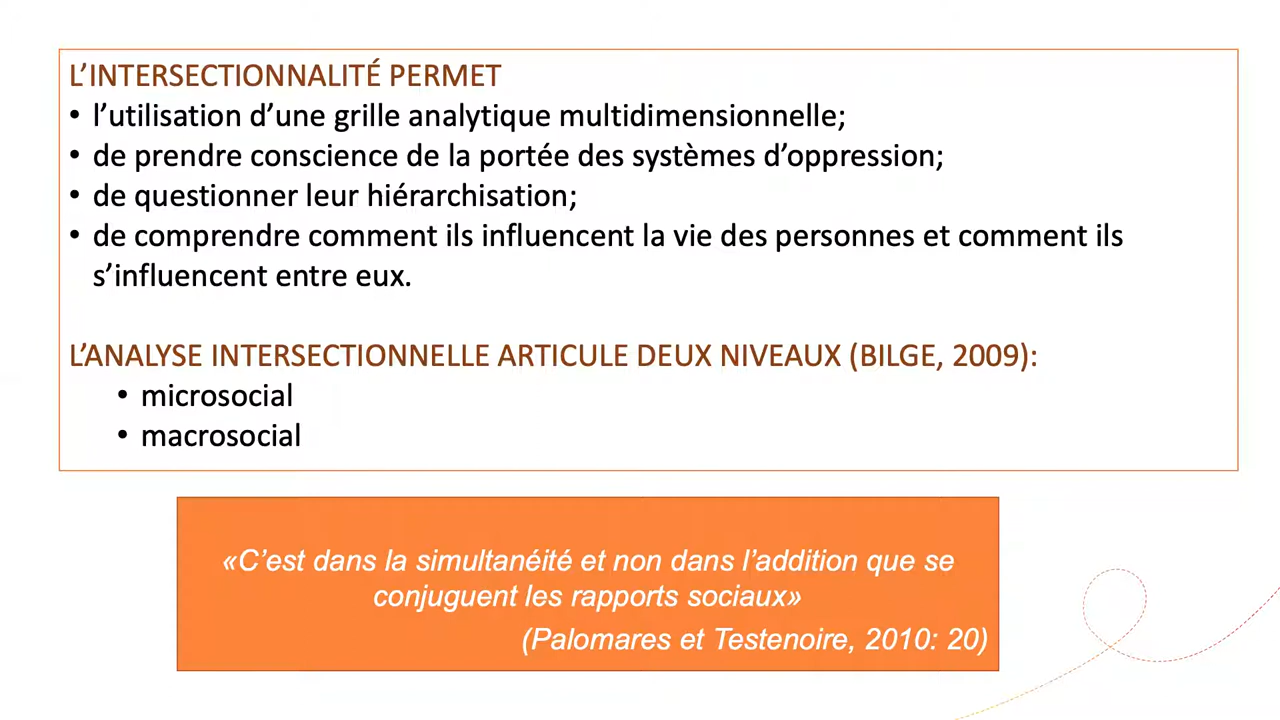 L’INTERSECTIONNALITÉ PERMET
• l’utilisation d’une grille analytique multidimensionnelle;
• de prendre conscience de la portée des systèmes d’oppression;
• de questionner leur hiérarchisation;
• de comprendre comment ils influencent la vie des personnes et comment ils
s’influencent entre eux.
L’ANALYSE INTERSECTIONNELLE ARTICULE DEUX NIVEAUX (BILGE, 2009):
• microsocial
• macrosocial
«C’est dans la simultanéité et non dans l’addition que se
conjuguent les rapports sociaux»
(Palomares et Testenoire, 2010: 20)